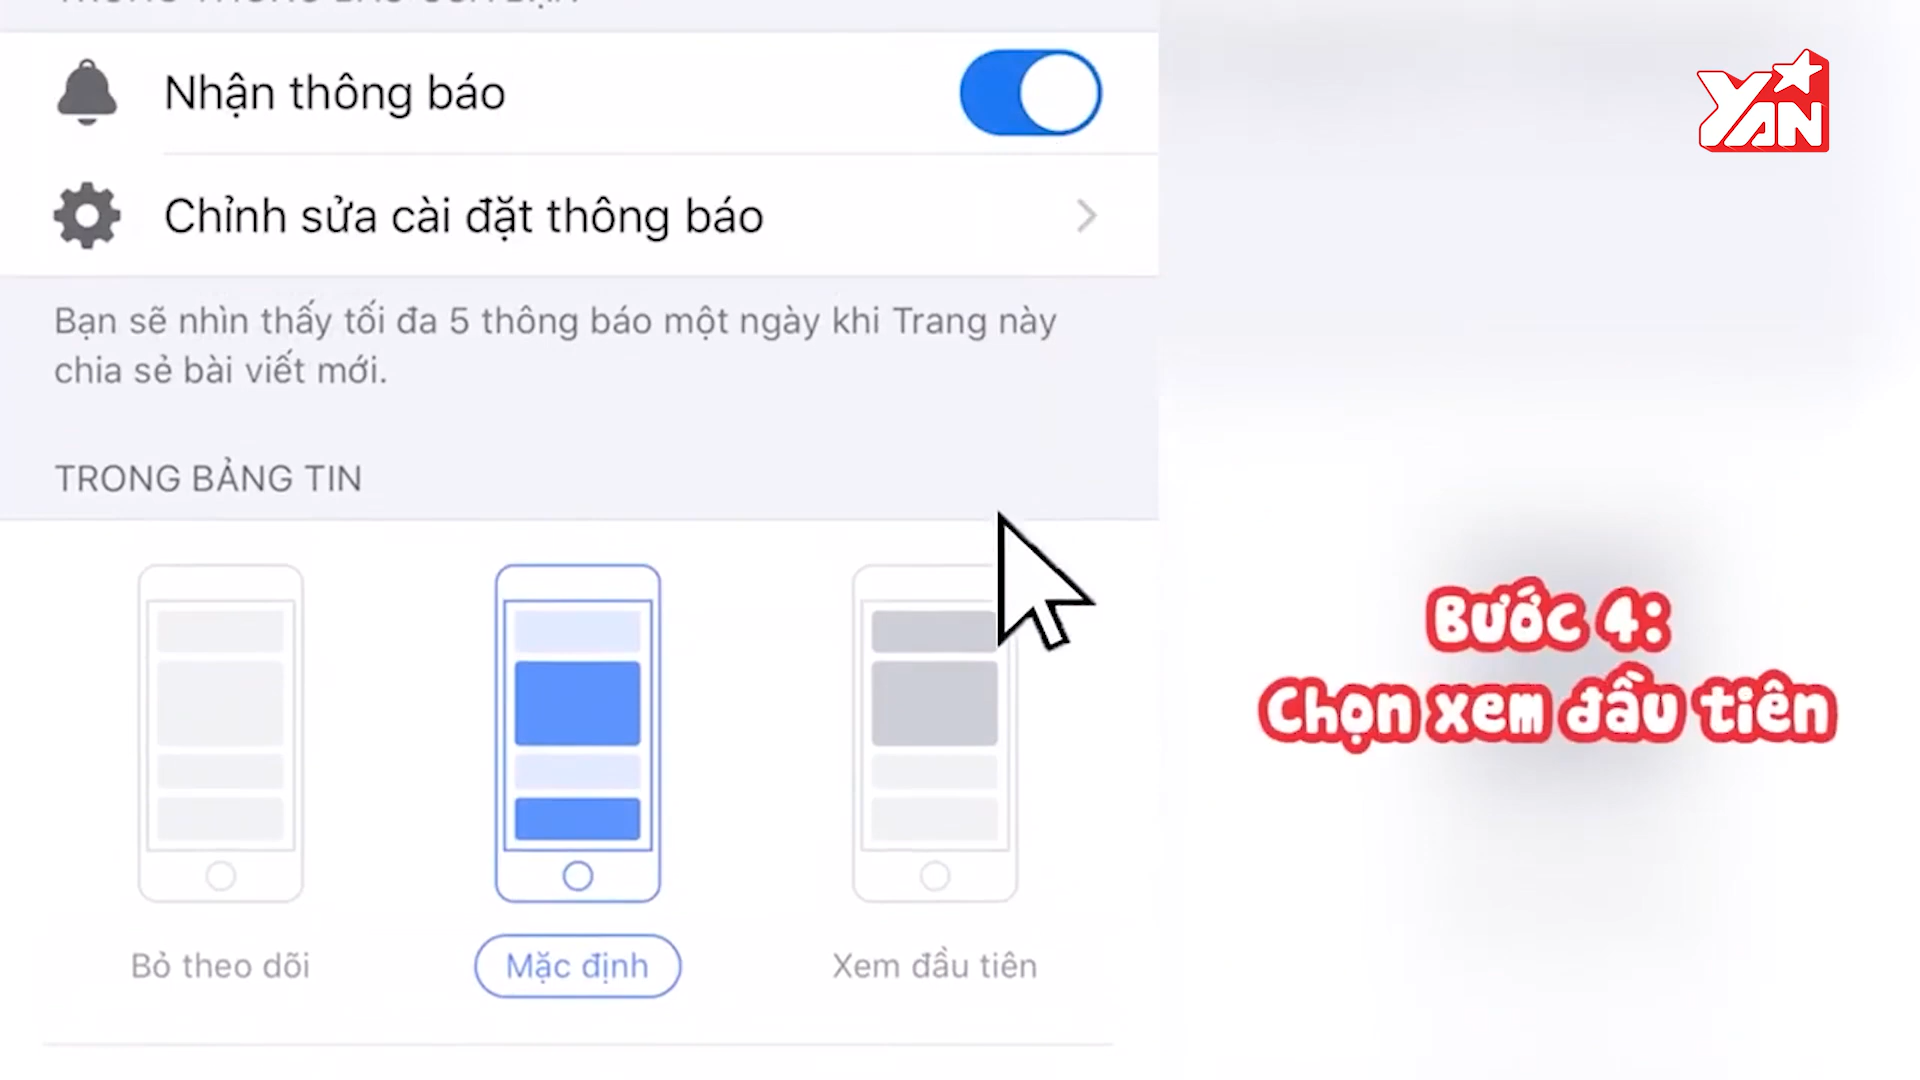 Nhận thông báo
Chỉnh sửa cài đặt thông báo
Bạn sẽ nhìn thấy tối đa 5 thông báo một ngày khi Trang này
chia sẻ bài viết mới.
TRONG BẢNG TIN
Bỏ theo dõi
Mặc định
Xem đầu tiên
YAN
Bước 4:
Chọn xem đầu tiên